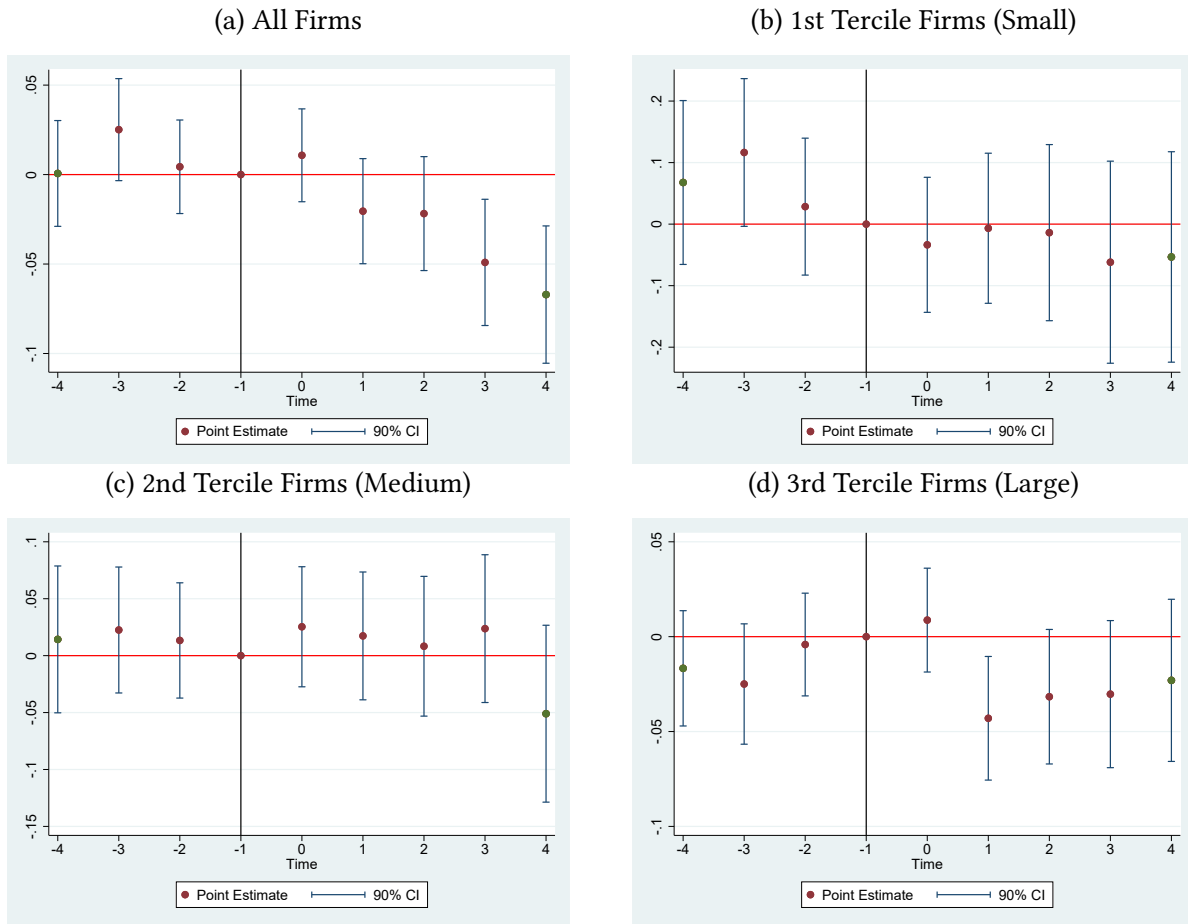 (a) All Firms
.05
0
-.05
-.1
-4 -3 -2 -1 0 1 2 3 4
Time
Point Estimate 90% CI
(b) 1st Tercile Firms (Small)
.2
.1
0
-.1
-.2
-4 -3 -2 -1 0 1 2 3 4
Time
Point Estimate 90% CI
(c) 2nd Tercile Firms (Medium)
.1
.05
0
-.05
-.1
-.15
-4 -3 -2 -1 0 1 2 3 4
Time
Point Estimate 90% CI
(d) 3rd Tercile Firms (Large)
.05
0
-.05
-.1
-4 -3 -2 -1 0 1 2 3 4
Time
Point Estimate 90% CI